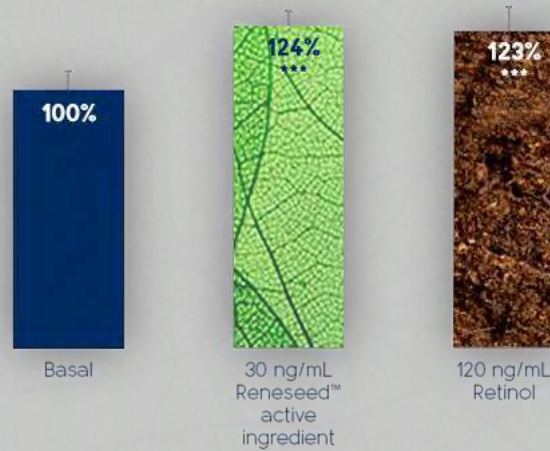 100%
124%
***
123%
***
Basal
30 ng/mL
Reneseed™
active
ingredient
120 ng/mL
Retinol